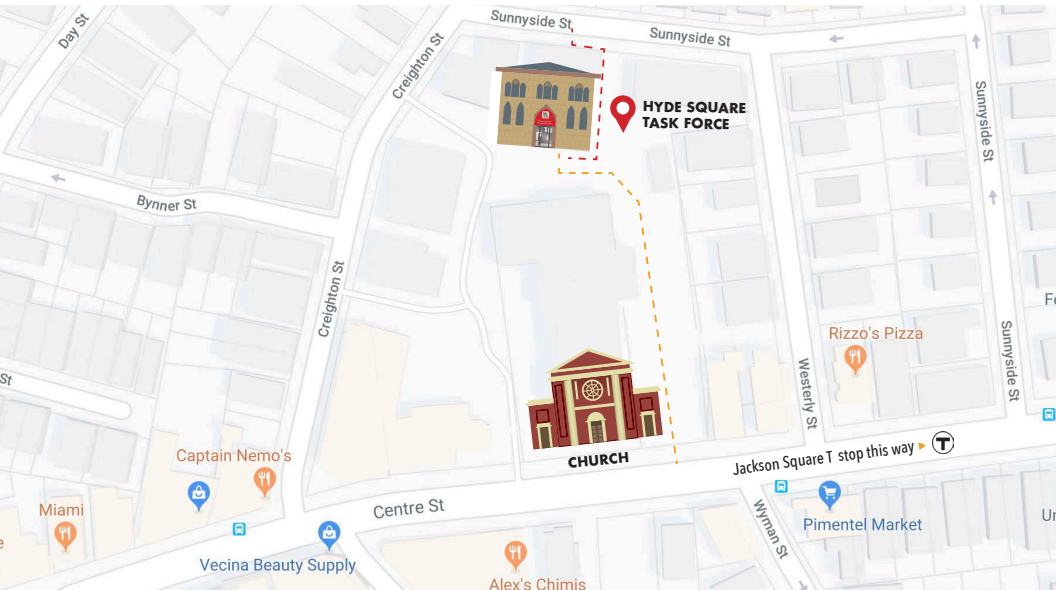 Sunnyside St
Sunnyside St
Day St
Creighton St
HYDE SQUARE
TASK FORCE
Sunnyside St
Bynner St
Creighton St
Fe
Rizzo's Pizza
Westerly St
Sunnyside St
St
CHURCH
Jackson Square T stop this way
T
Captain Nemo's
Miami
Centre St
Pimentel Market
Wyman St
Un
e
Vecina Beauty Supply
Alex's Chimis